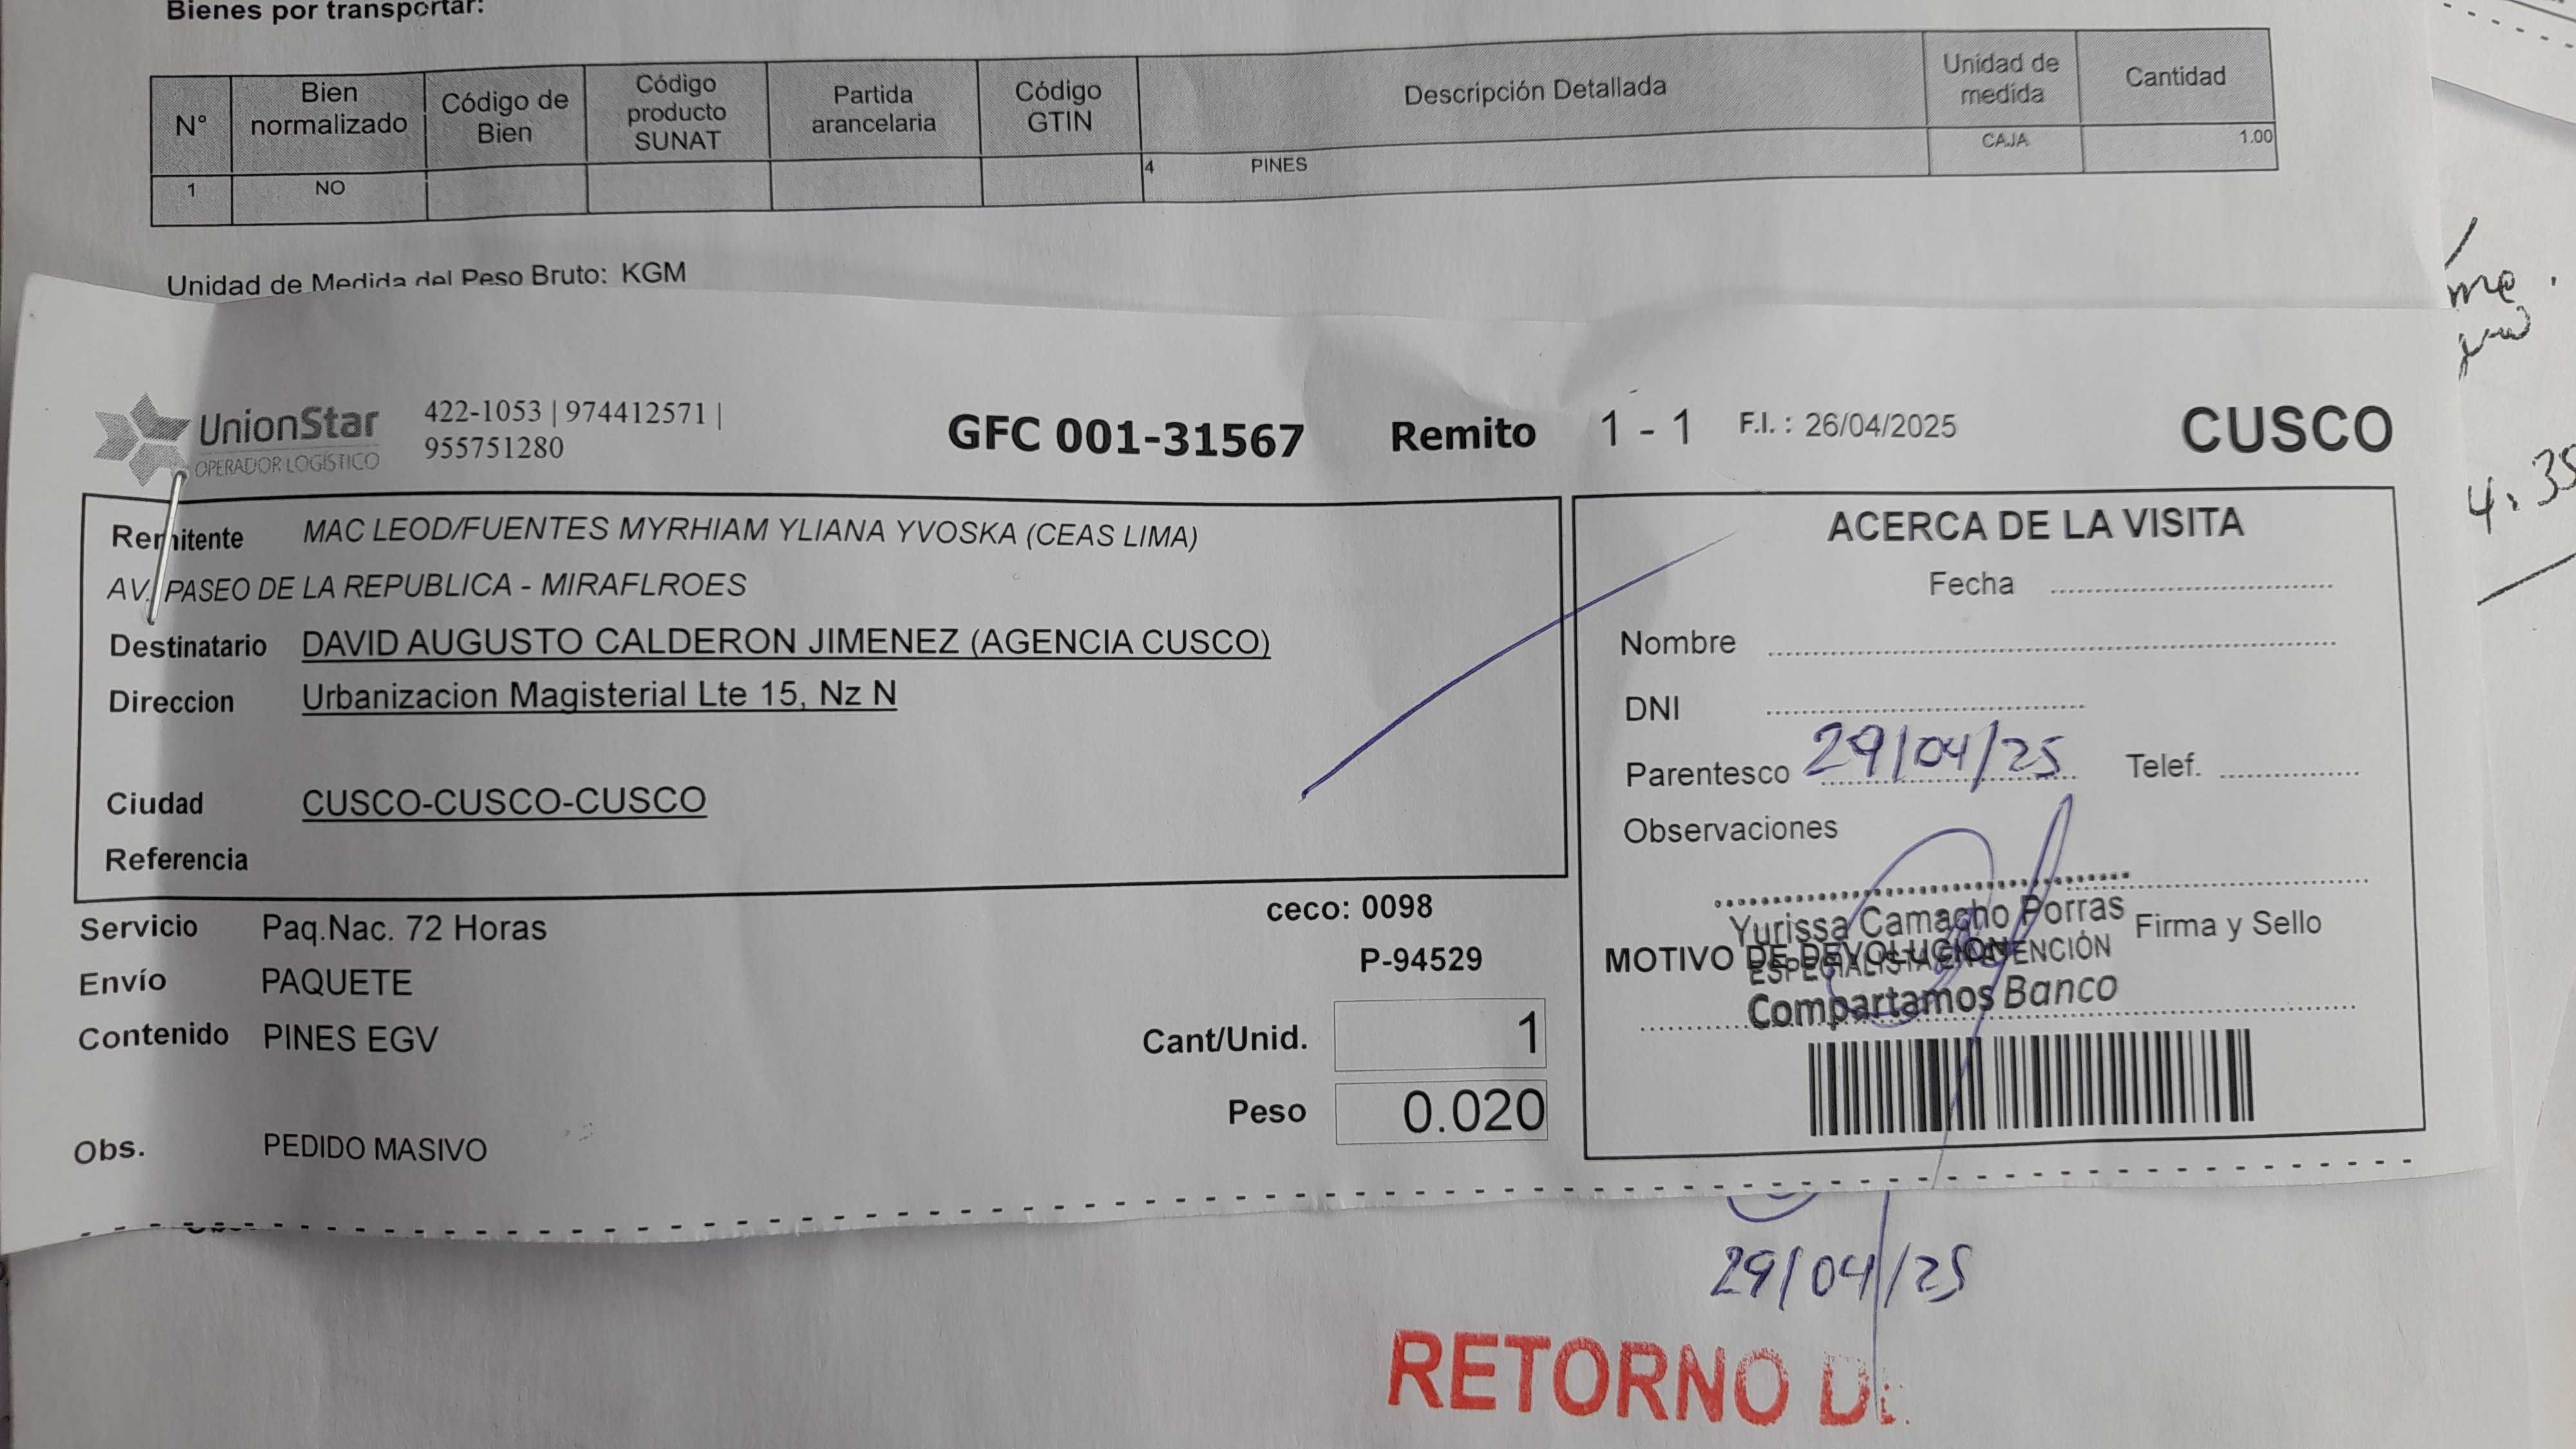 Bienes por transportar:
N° Bien normalizado Código de Bien Código producto SUNAT Partida arancelaria Código GTIN Descripción Detallada Unidad de medida Cantidad
1 NO 4 PINES CAJA 1.00
Unidad de Medida del Peso Bruto: KGM
UnionStar
OPERADOR LOGÍSTICO
422-1053 | 974412571 |
955751280
GFC 001-31567 Remito 1 - 1 F.I. : 26/04/2025 CUSCO
Remitente MAC LEOD/FUENTES MYRHIAM YLIANA YVOSKA (CEAS LIMA)
AV. PASEO DE LA REPUBLICA - MIRAFLROES
Destinatario DAVID AUGUSTO CALDERON JIMENEZ (AGENCIA CUSCO)
Direccion Urbanizacion Magisterial Lte 15, Nz N
Ciudad CUSCO-CUSCO-CUSCO
Referencia
Servicio Paq.Nac. 72 Horas
Envío PAQUETE
Contenido PINES EGV
Obs. PEDIDO MASIVO
ceco: 0098
P-94529
Cant/Unid. 1
Peso 0.020
ACERCA DE LA VISITA
Fecha
Nombre
DNI
Parentesco 29/04/25 Telef.
Observaciones
Yurissa Camacho Porras
Firma y Sello
MOTIVO DE DEVOLUCION
ESPECIALISTA ATENCIÓN
Compartamos Banco
29/04/25
RETORNO
4.35